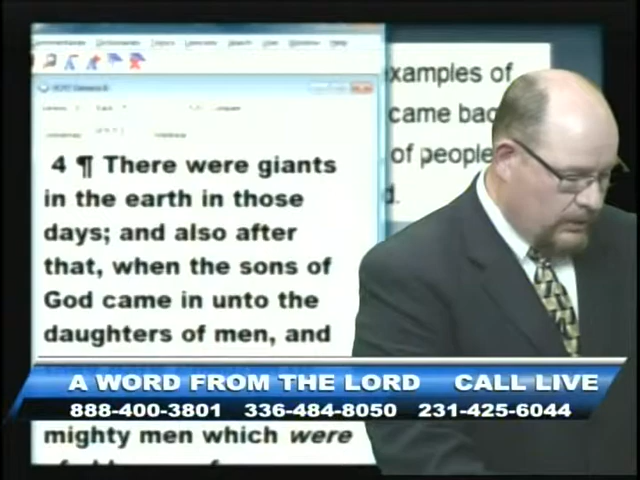 xamples of
came bac
of people
d.
4 ¶ There were giants
in the earth in those
days; and also after
that, when the sons of
God came in unto the
daughters of men, and
mighty men which were
A WORD FROM THE LORD CALL LIVE
888-400-3801 336-484-8050 231-425-6044